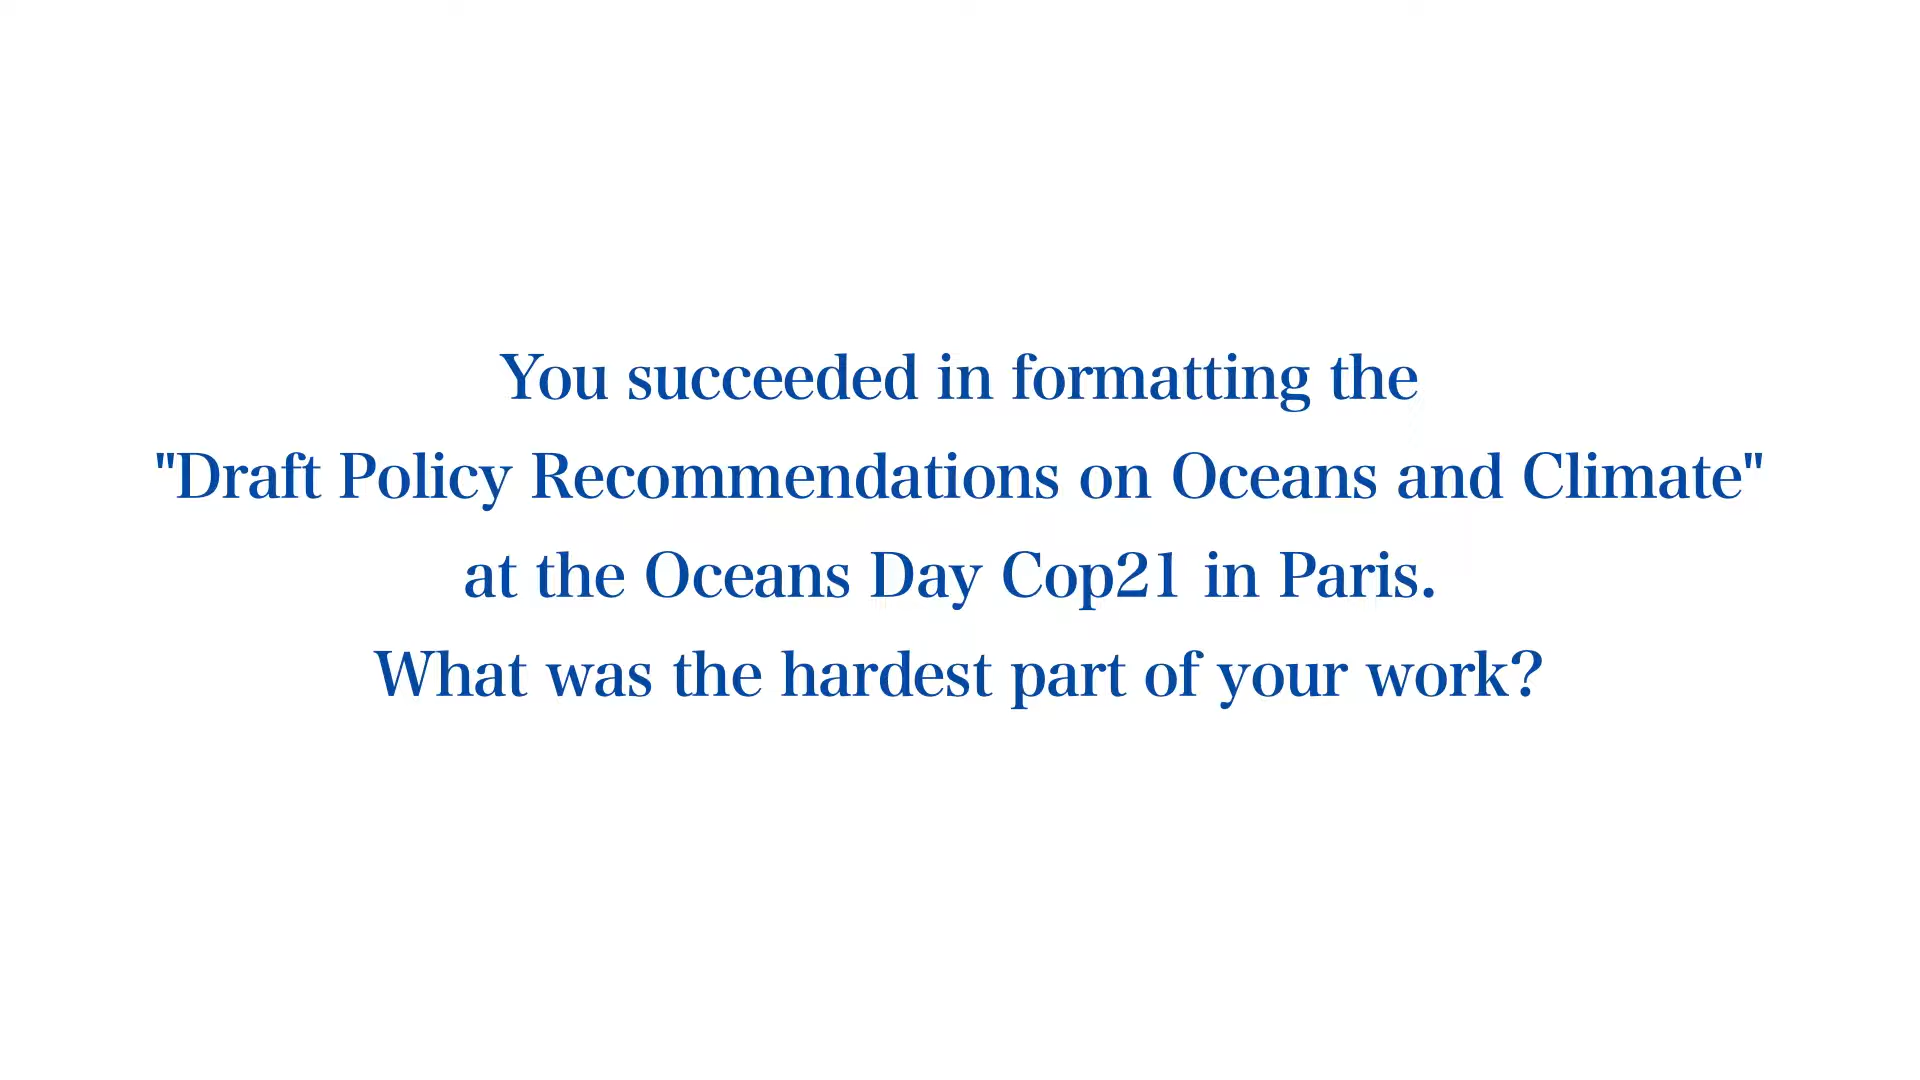 You succeeded in formatting the
"Draft Policy Recommendations on Oceans and Climate"
at the Oceans Day Cop21 in Paris.
What was the hardest part of your work?